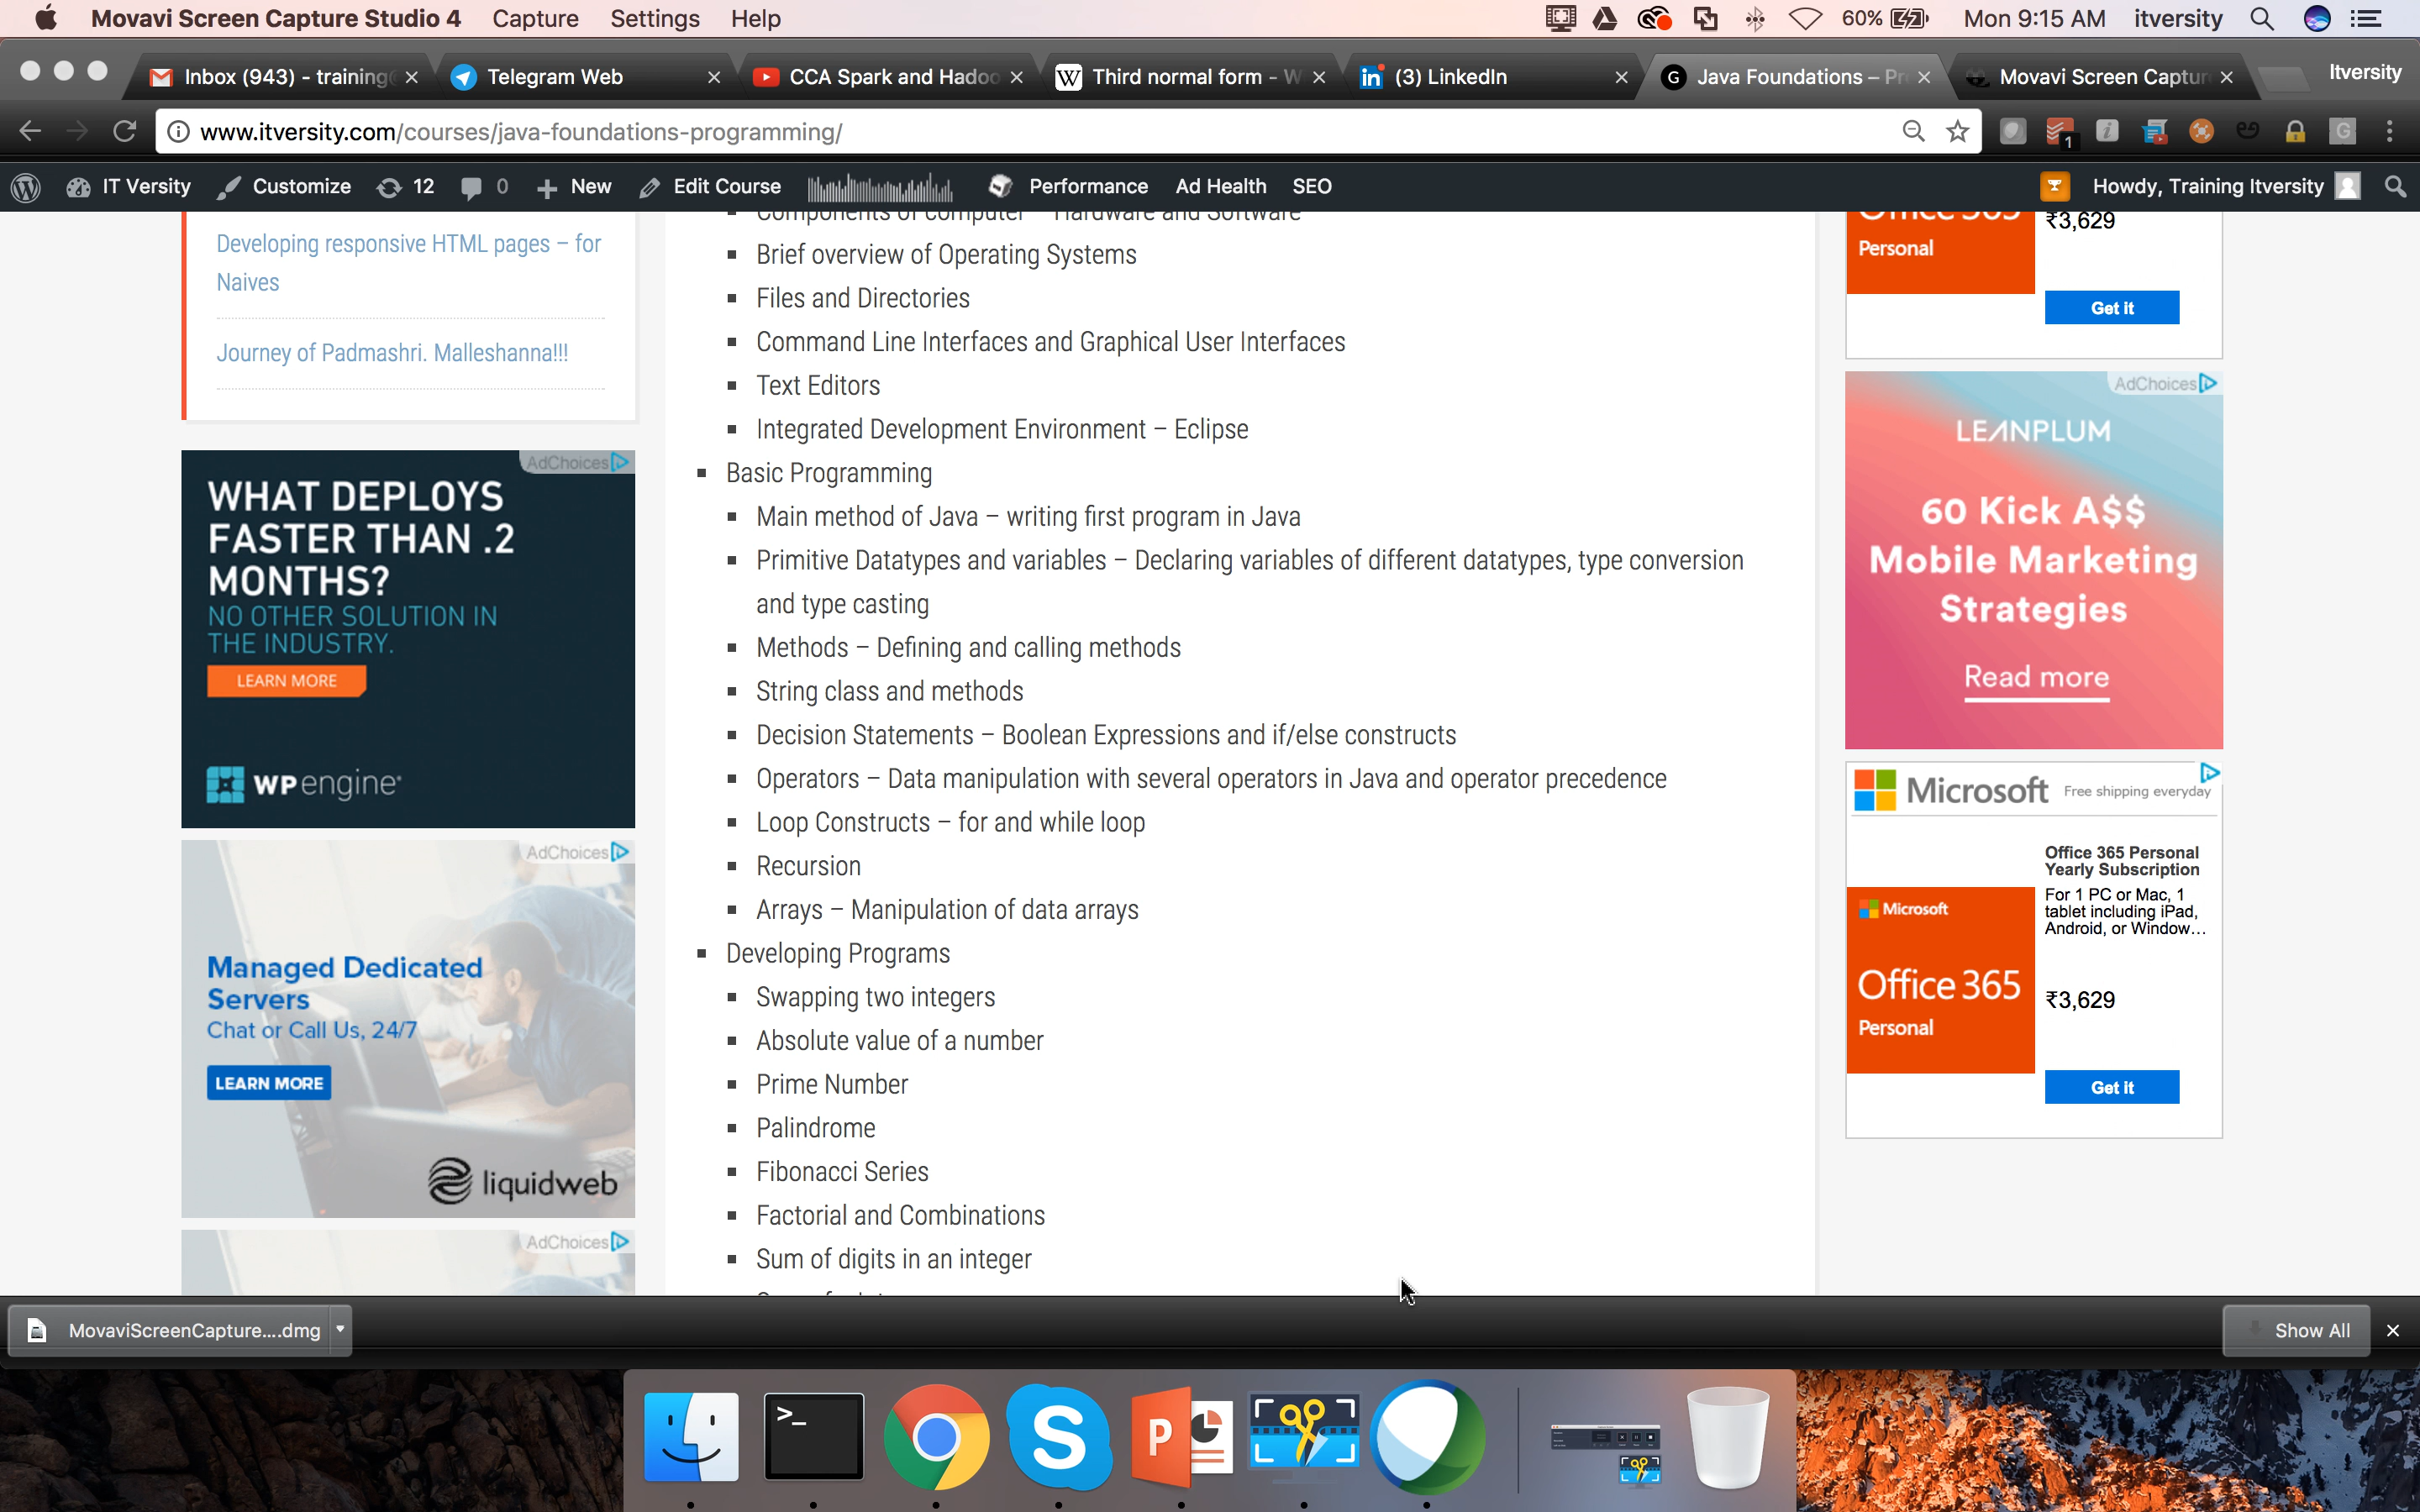 Movavi Screen Capture Studio 4 Capture Settings Help 60% Mon 9:15 AM itversity
Inbox (943) - training Telegram Web CCA Spark and Hadoo Third normal form - W (3) LinkedIn Java Foundations – Pr Movavi Screen Captur Itversity
www.itversity.com/courses/java-foundations-programming/
IT Versity Customize 12 0 New Edit Course Performance Ad Health SEO Howdy, Training Itversity
Developing responsive HTML pages – for
Naives
Journey of Padmashri. Malleshanna!!!
AdChoices
WHAT DEPLOYS
FASTER THAN .2
MONTHS?
NO OTHER SOLUTION IN
THE INDUSTRY.
LEARN MORE
WP engine
AdChoices
Managed Dedicated
Servers
Chat or Call Us, 24/7
LEARN MORE
liquidweb
AdChoices
Components of computer – Hardware and Software
Brief overview of Operating Systems
Files and Directories
Command Line Interfaces and Graphical User Interfaces
Text Editors
Integrated Development Environment – Eclipse
Basic Programming
Main method of Java – writing first program in Java
Primitive Datatypes and variables – Declaring variables of different datatypes, type conversion
and type casting
Methods – Defining and calling methods
String class and methods
Decision Statements – Boolean Expressions and if/else constructs
Operators – Data manipulation with several operators in Java and operator precedence
Loop Constructs – for and while loop
Recursion
Arrays – Manipulation of data arrays
Developing Programs
Swapping two integers
Absolute value of a number
Prime Number
Palindrome
Fibonacci Series
Factorial and Combinations
Sum of digits in an integer
Office 365
Personal
₹3,629
Get it
AdChoices
LEANPLUM
60 Kick A$$
Mobile Marketing
Strategies
Read more
Microsoft Free shipping everyday
Office 365 Personal
Yearly Subscription
For 1 PC or Mac, 1
tablet including iPad,
Android, or Window...
Microsoft
Office 365
Personal
₹3,629
Get it
MovaviScreenCapture....dmg Show All